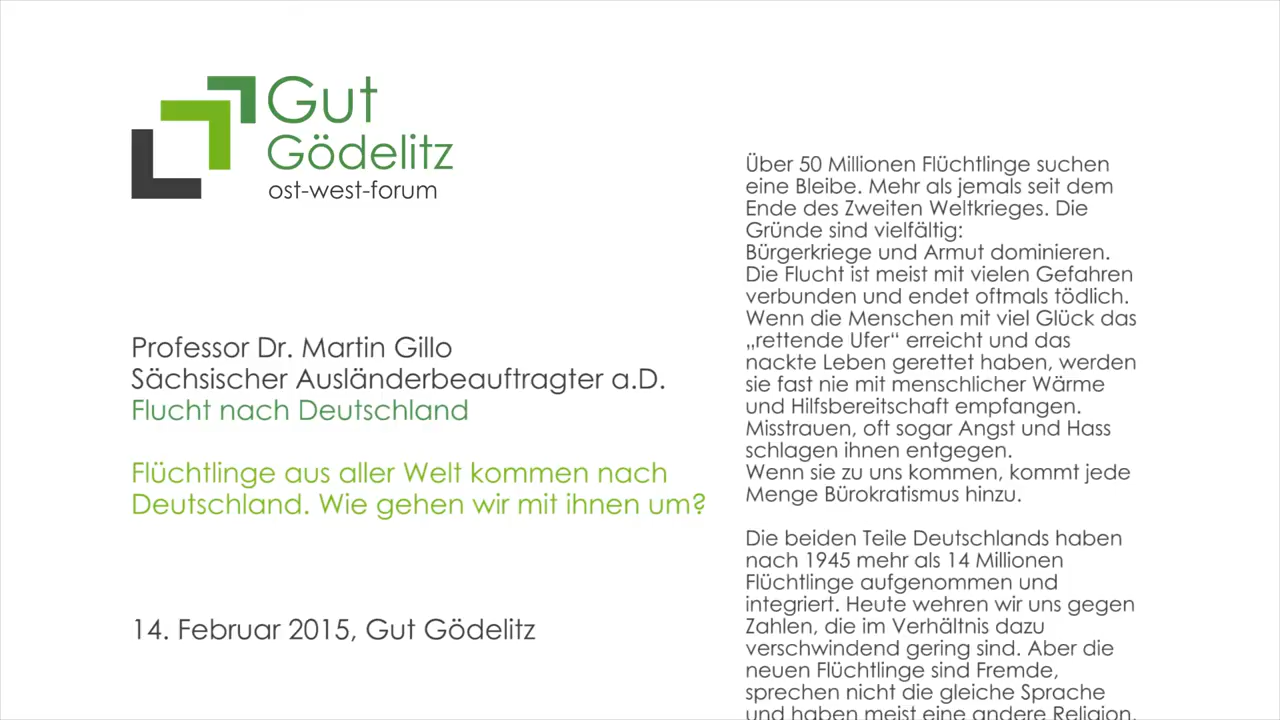 Gut
Gödelitz
ost-west-forum
Professor Dr. Martin Gillo
Sächsischer Ausländerbeauftragter a.D.
Flucht nach Deutschland
Flüchtlinge aus aller Welt kommen nach
Deutschland. Wie gehen wir mit ihnen um?
14. Februar 2015, Gut Gödelitz
Über 50 Millionen Flüchtlinge suchen
eine Bleibe. Mehr als jemals seit dem
Ende des Zweiten Weltkrieges. Die
Gründe sind vielfältig:
Bürgerkriege und Armut dominieren.
Die Flucht ist meist mit vielen Gefahren
verbunden und endet oftmals tödlich.
Wenn die Menschen mit viel Glück das
„rettende Ufer“ erreicht und das
nackte Leben gerettet haben, werden
sie fast nie mit menschlicher Wärme
und Hilfsbereitschaft empfangen.
Misstrauen, oft sogar Angst und Hass
schlagen ihnen entgegen.
Wenn sie zu uns kommen, kommt jede
Menge Bürokratismus hinzu.
Die beiden Teile Deutschlands haben
nach 1945 mehr als 14 Millionen
Flüchtlinge aufgenommen und
integriert. Heute wehren wir uns gegen
Zahlen, die im Verhältnis dazu
verschwindend gering sind. Aber die
neuen Flüchtlinge sind Fremde,
sprechen nicht die gleiche Sprache
und haben meist eine andere Religion.